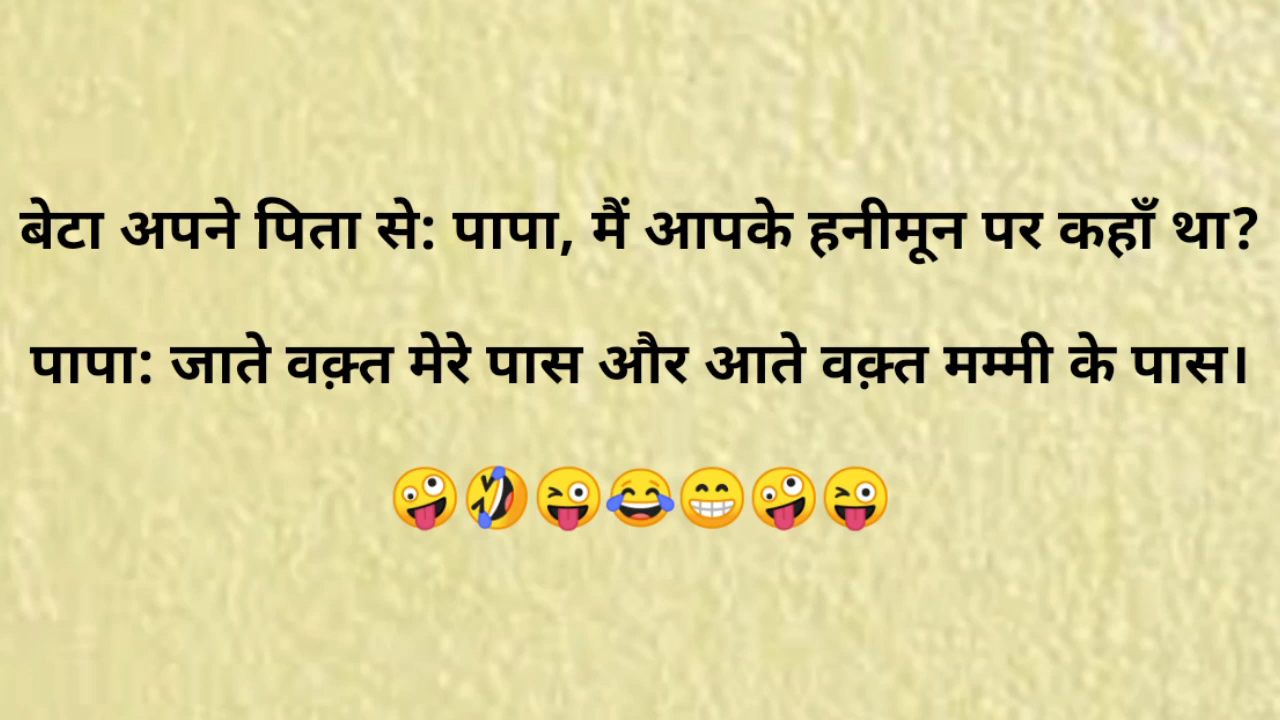 बेटा अपने पिता से: पापा, मैं आपके हनीमून पर कहाँ था?
पापा: जाते वक़्त मेरे पास और आते वक़्त मम्मी के पास।
🤪🤣😜😂😁🤪😜